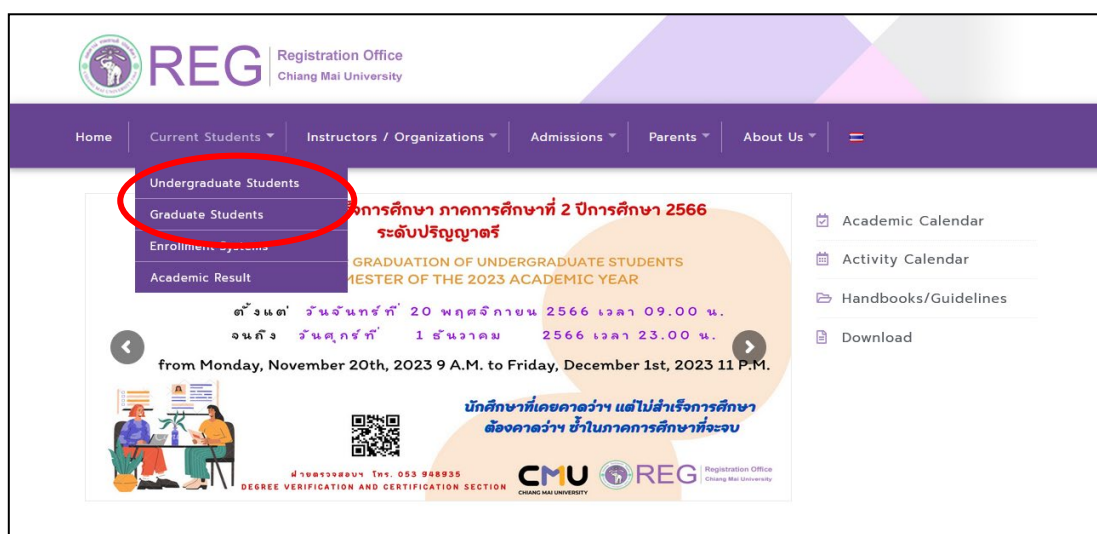 REG
Registration Office
Chiang Mai University
Home
Current Students
Instructors / Organizations
Admissions
Parents
About Us
Undergraduate Students
Graduate Students
Enrollment Systems
Academic Result
การศึกษา ภาคการศึกษาที่ 2 ปีการศึกษา 2566
ระดับปริญญาตรี
GRADUATION OF UNDERGRADUATE STUDENTS
MESTER OF THE 2023 ACADEMIC YEAR
ตั้งแต่ วันจันทร์ที่ 20 พฤศจิกายน 2566 เวลา 09.00 น.
จนถึง วันศุกร์ที่ 1 ธันวาคม 2566 เวลา 23.00 น.
from Monday, November 20th, 2023 9 A.M. to Friday, December 1st, 2023 11 P.M.
นักศึกษาที่เคยคาดว่าฯ แต่ไม่สำเร็จการศึกษา
ต้องคาดว่าฯ ซ้ำในภาคการศึกษาที่จะจบ
ฝ่ายตรวจสอบฯ โทร. 053 948935
DEGREE VERIFICATION AND CERTIFICATION SECTION
CMU
CHIANG MAI UNIVERSITY
REG
Registration Office
Chiang Mai University
Academic Calendar
Activity Calendar
Handbooks/Guidelines
Download